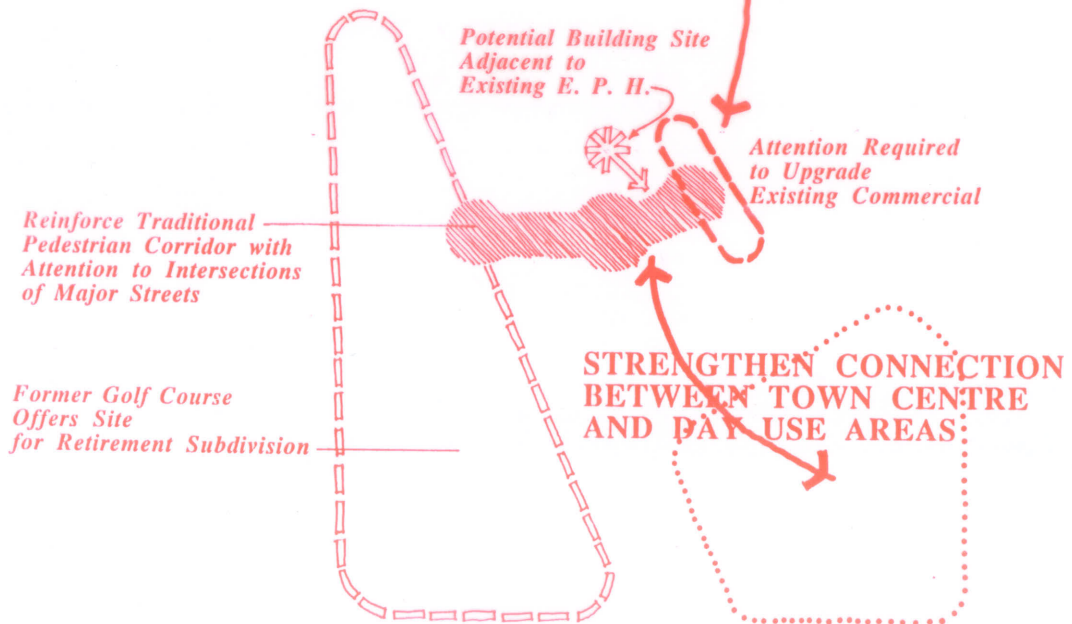 Potential Building Site
Adjacent to
Existing E. P. H.
Attention Required
to Upgrade
Existing Commercial
Reinforce Traditional
Pedestrian Corridor with
Attention to Intersections
of Major Streets
STRENGTHEN CONNECTION
BETWEEN TOWN CENTRE
AND DAY USE AREAS
Former Golf Course
Offers Site
for Retirement Subdivision